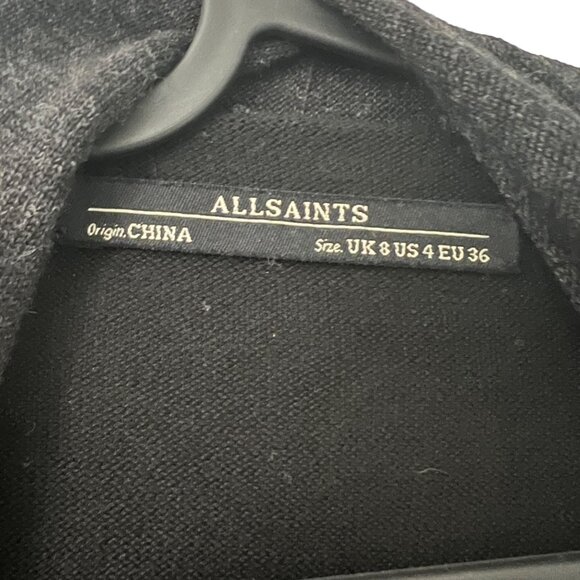 ALLSAINTS
Origin. CHINA
Size. UK 8 US 4 EU 36